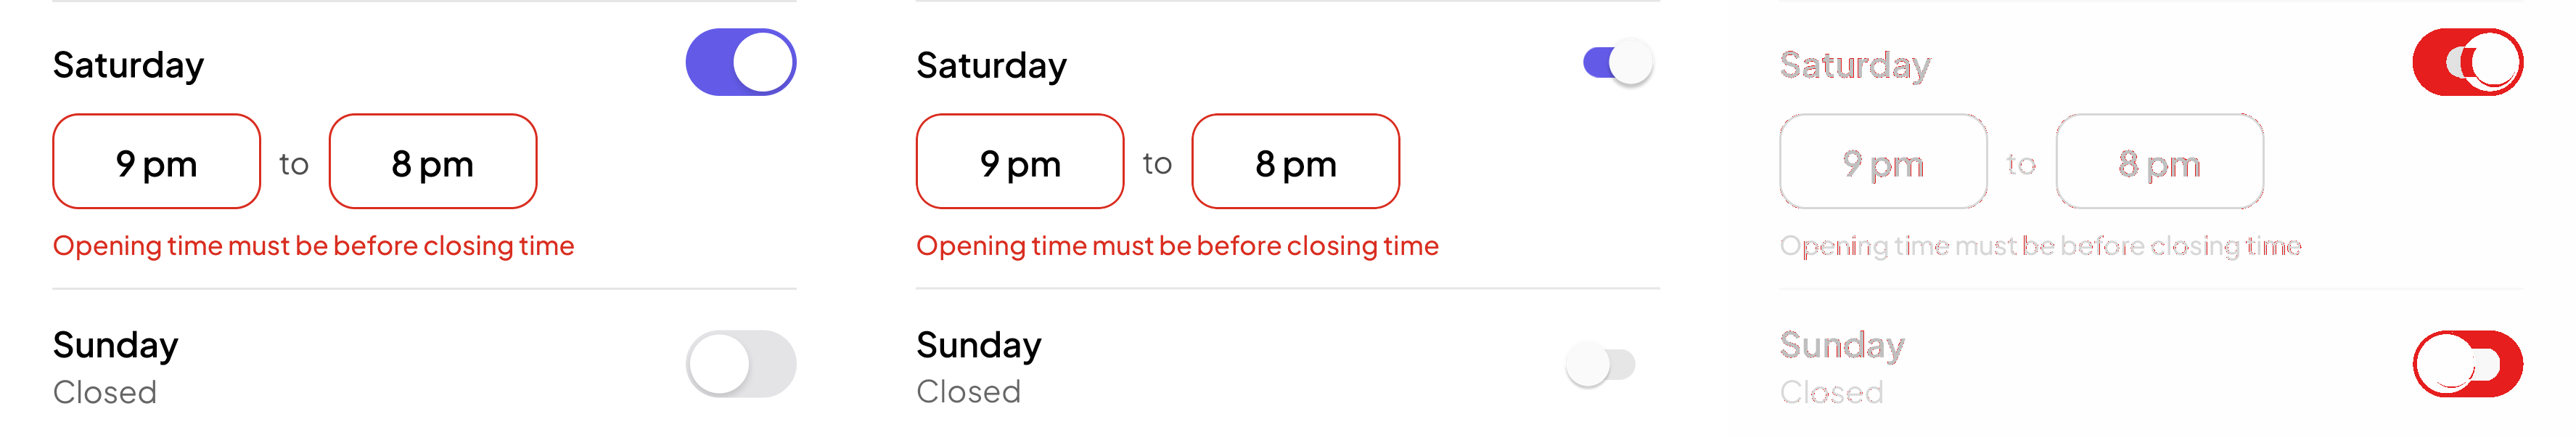 Saturday
9 pm to 8 pm
Opening time must be before closing time
Sunday
Closed
Saturday
9 pm to 8 pm
Opening time must be before closing time
Sunday
Closed
Saturday
9 pm to 8 pm
Opening time must be before closing time
Sunday
Closed